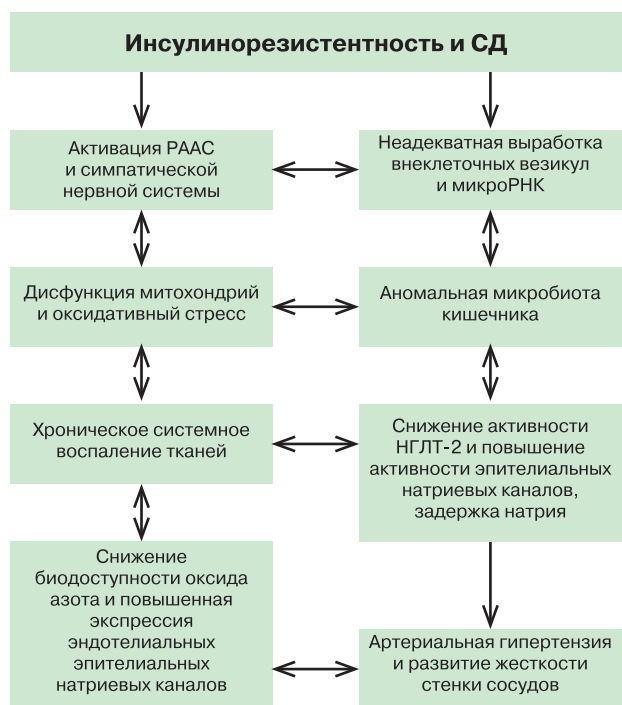 Инсулинорезистентность и СД
Активация РААС
и симпатической
нервной системы
Неадекватная выработка
внеклеточных везикул
и микроРНК
Дисфункция митохондрий
и оксидативный стресс
Аномальная микробиота
кишечника
Хроническое системное
воспаление тканей
Снижение активности
НГЛТ-2 и повышение
активности эпителиальных
натриевых каналов,
задержка натрия
Снижение
биодоступности оксида
азота и повышенная
экспрессия
эндотелиальных
эпителиальных
натриевых каналов
Артериальная гипертензия
и развитие жесткости
стенки сосудов